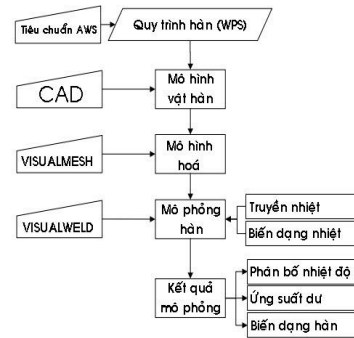 Tiêu chuẩn AWS
Quy trình hàn (WPS)
CAD
Mô hình
vật hàn
VISUALMESH
Mô hình
hoá
VISUALWELD
Mô phỏng
hàn
Truyền nhiệt
Biến dạng nhiệt
Kết quả
mô phỏng
Phân bố nhiệt độ
Ứng suất dư
Biến dạng hàn